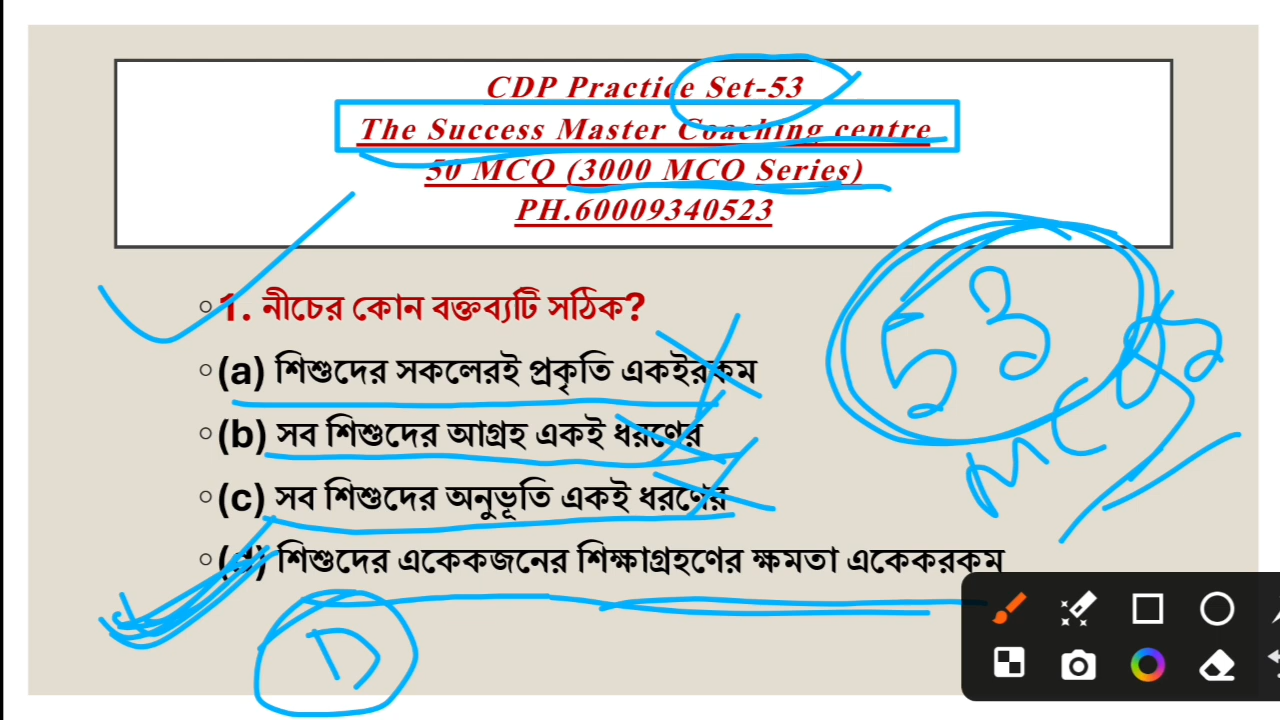 CDP Practice Set-53
The Success Master Coaching centre
50 MCQ (3000 MCQ Series)
PH.60009340523
1. নীচের কোন বক্তব্যটি সঠিক?
(a) শিশুদের সকলেরই প্রকৃতি একইরকম
(b) সব শিশুদের আগ্রহ একই ধরণের
(c) সব শিশুদের অনুভূতি একই ধরণের
(d) শিশুদের একেকজনের শিক্ষাগ্রহণের ক্ষমতা একেকরকম
53
MCQ
D